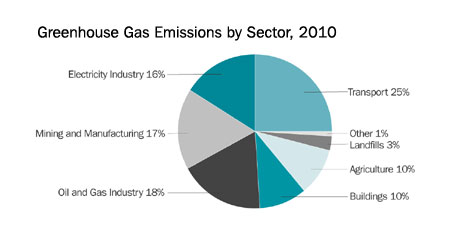 Greenhouse Gas Emissions by Sector, 2010
Electricity Industry 16%
Transport 25%
Mining and Manufacturing 17%
Other 1%
Landfills 3%
Agriculture 10%
Oil and Gas Industry 18%
Buildings 10%